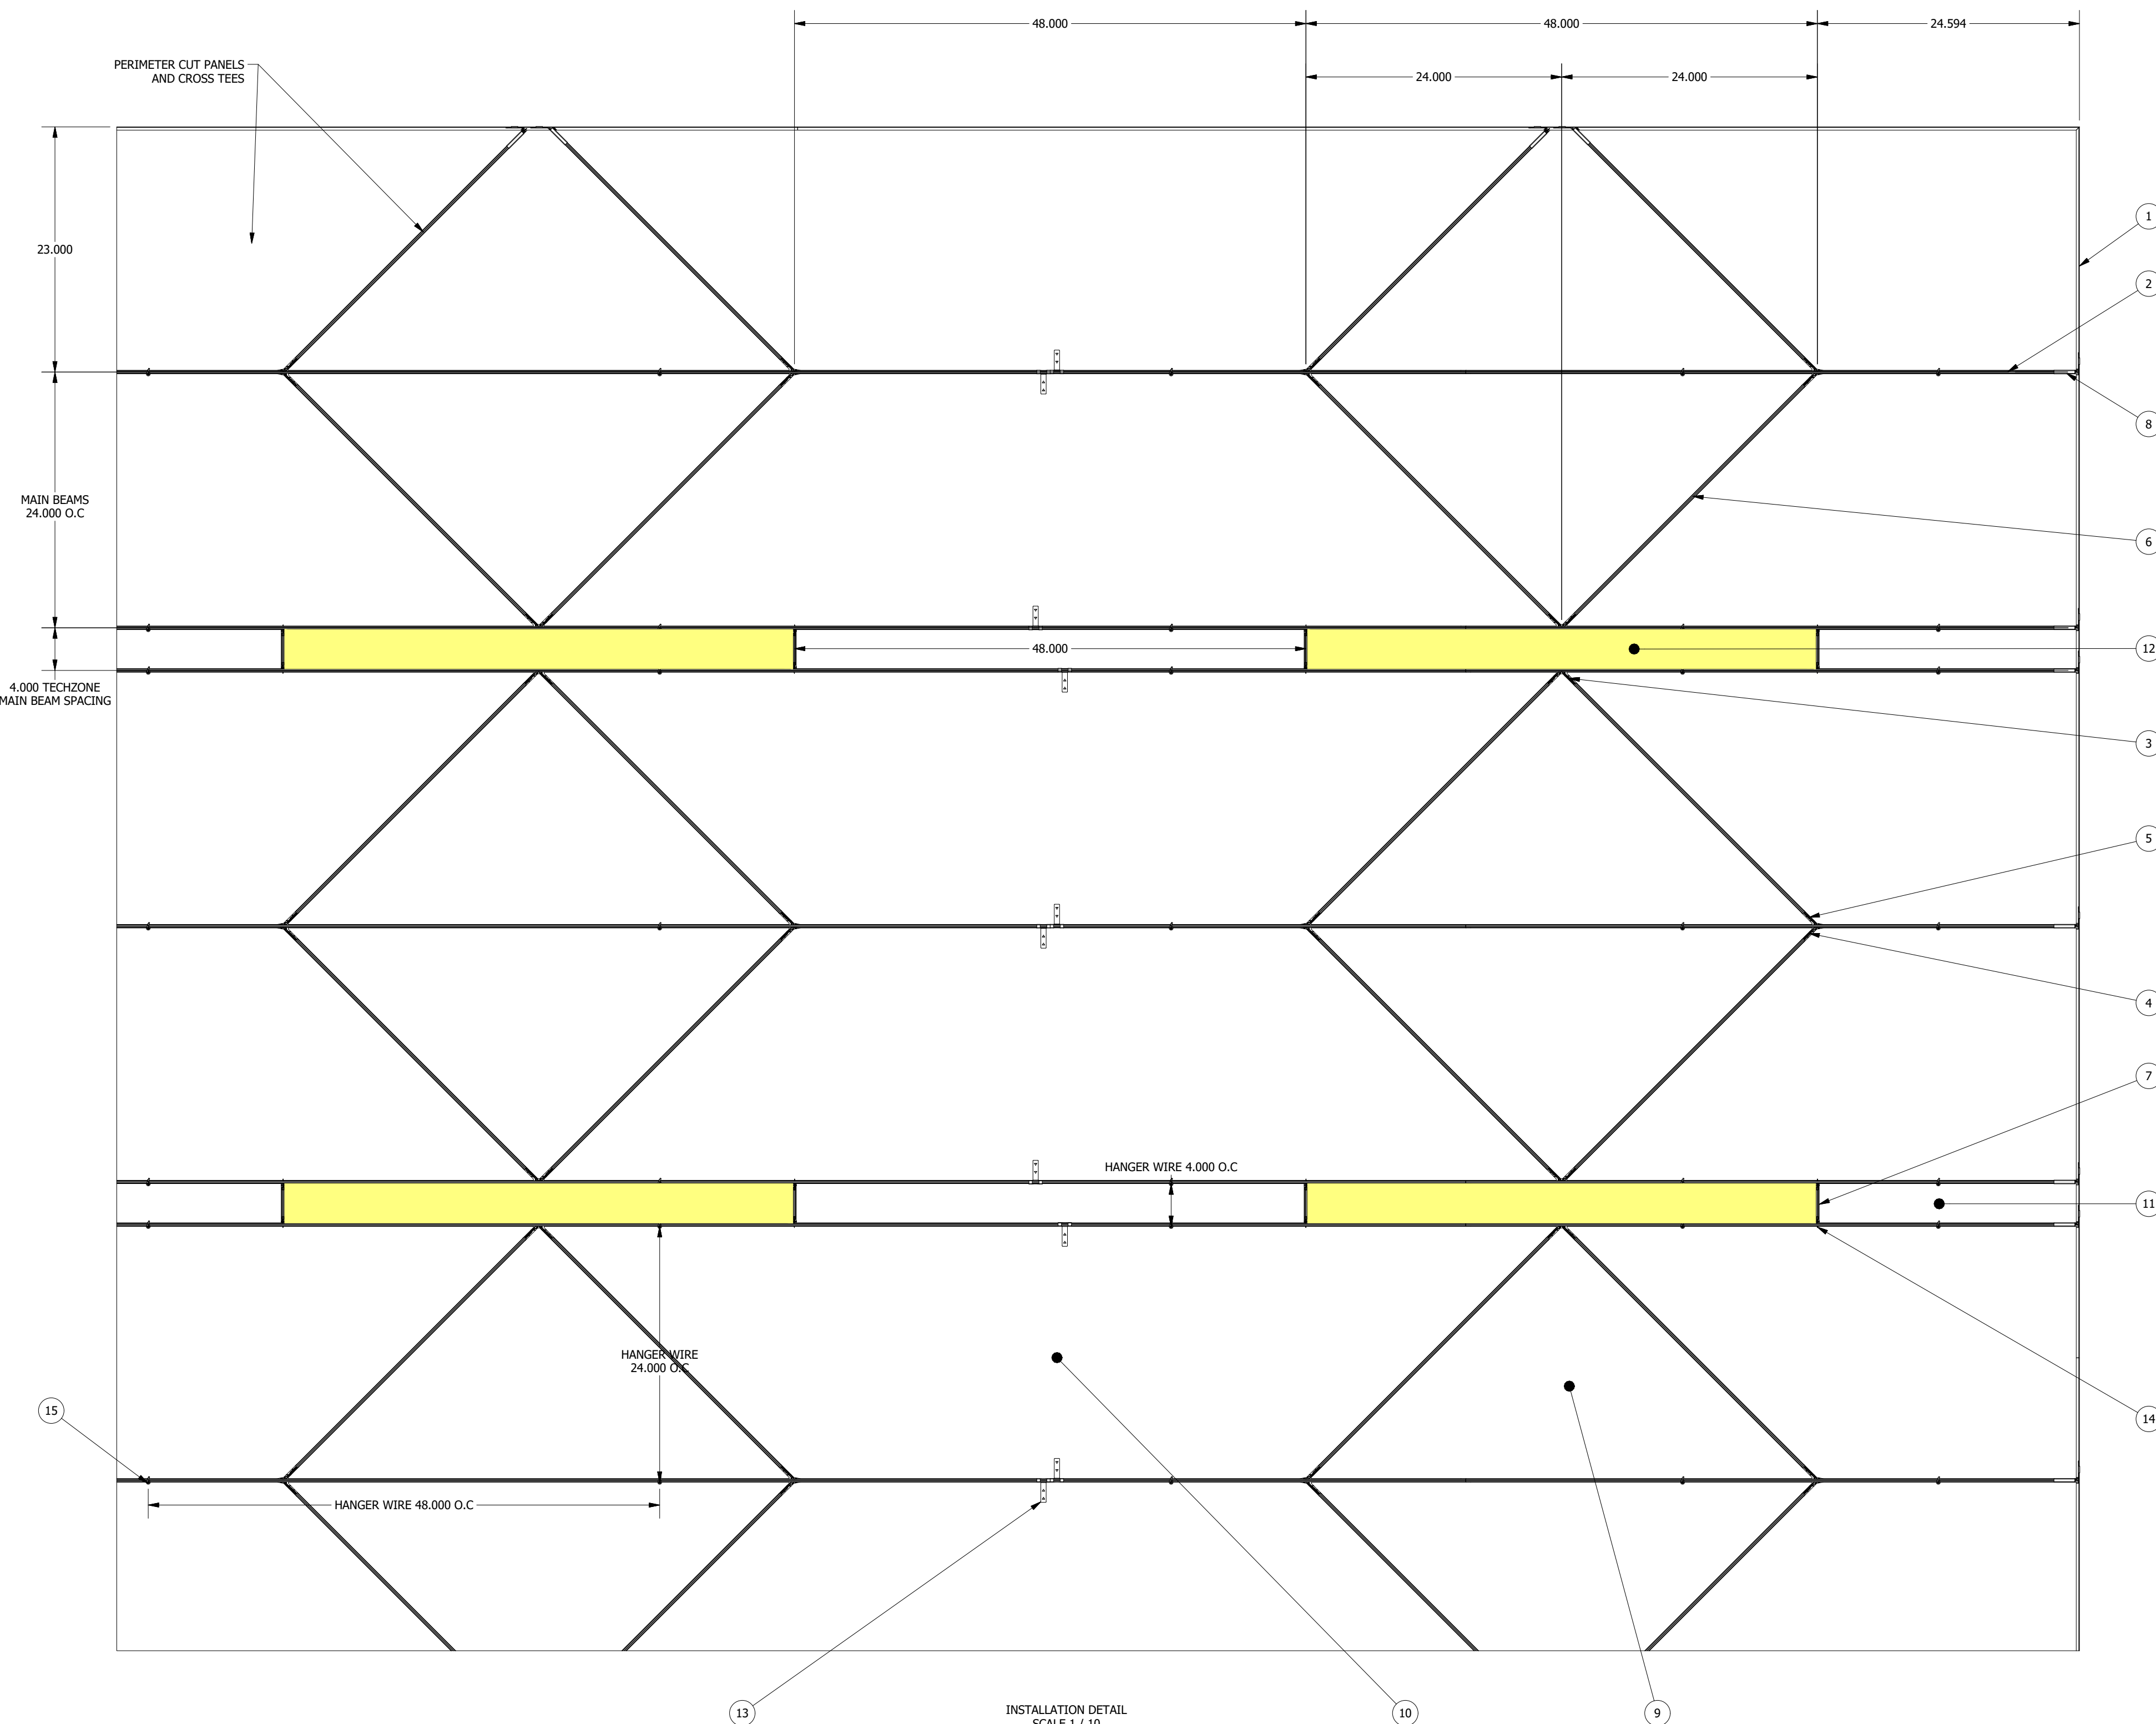 48.000
48.000
24.594
PERIMETER CUT PANELS
AND CROSS TEES
24.000
24.000
23.000
1
2
8
MAIN BEAMS
24.000 O.C
6
48.000
12
4.000 TECHZONE
MAIN BEAM SPACING
3
5
4
7
HANGER WIRE 4.000 O.C
11
HANGER WIRE
24.000 O.C
15
14
HANGER WIRE 48.000 O.C
13
INSTALLATION DETAIL
SCALE 1 / 10
10
9